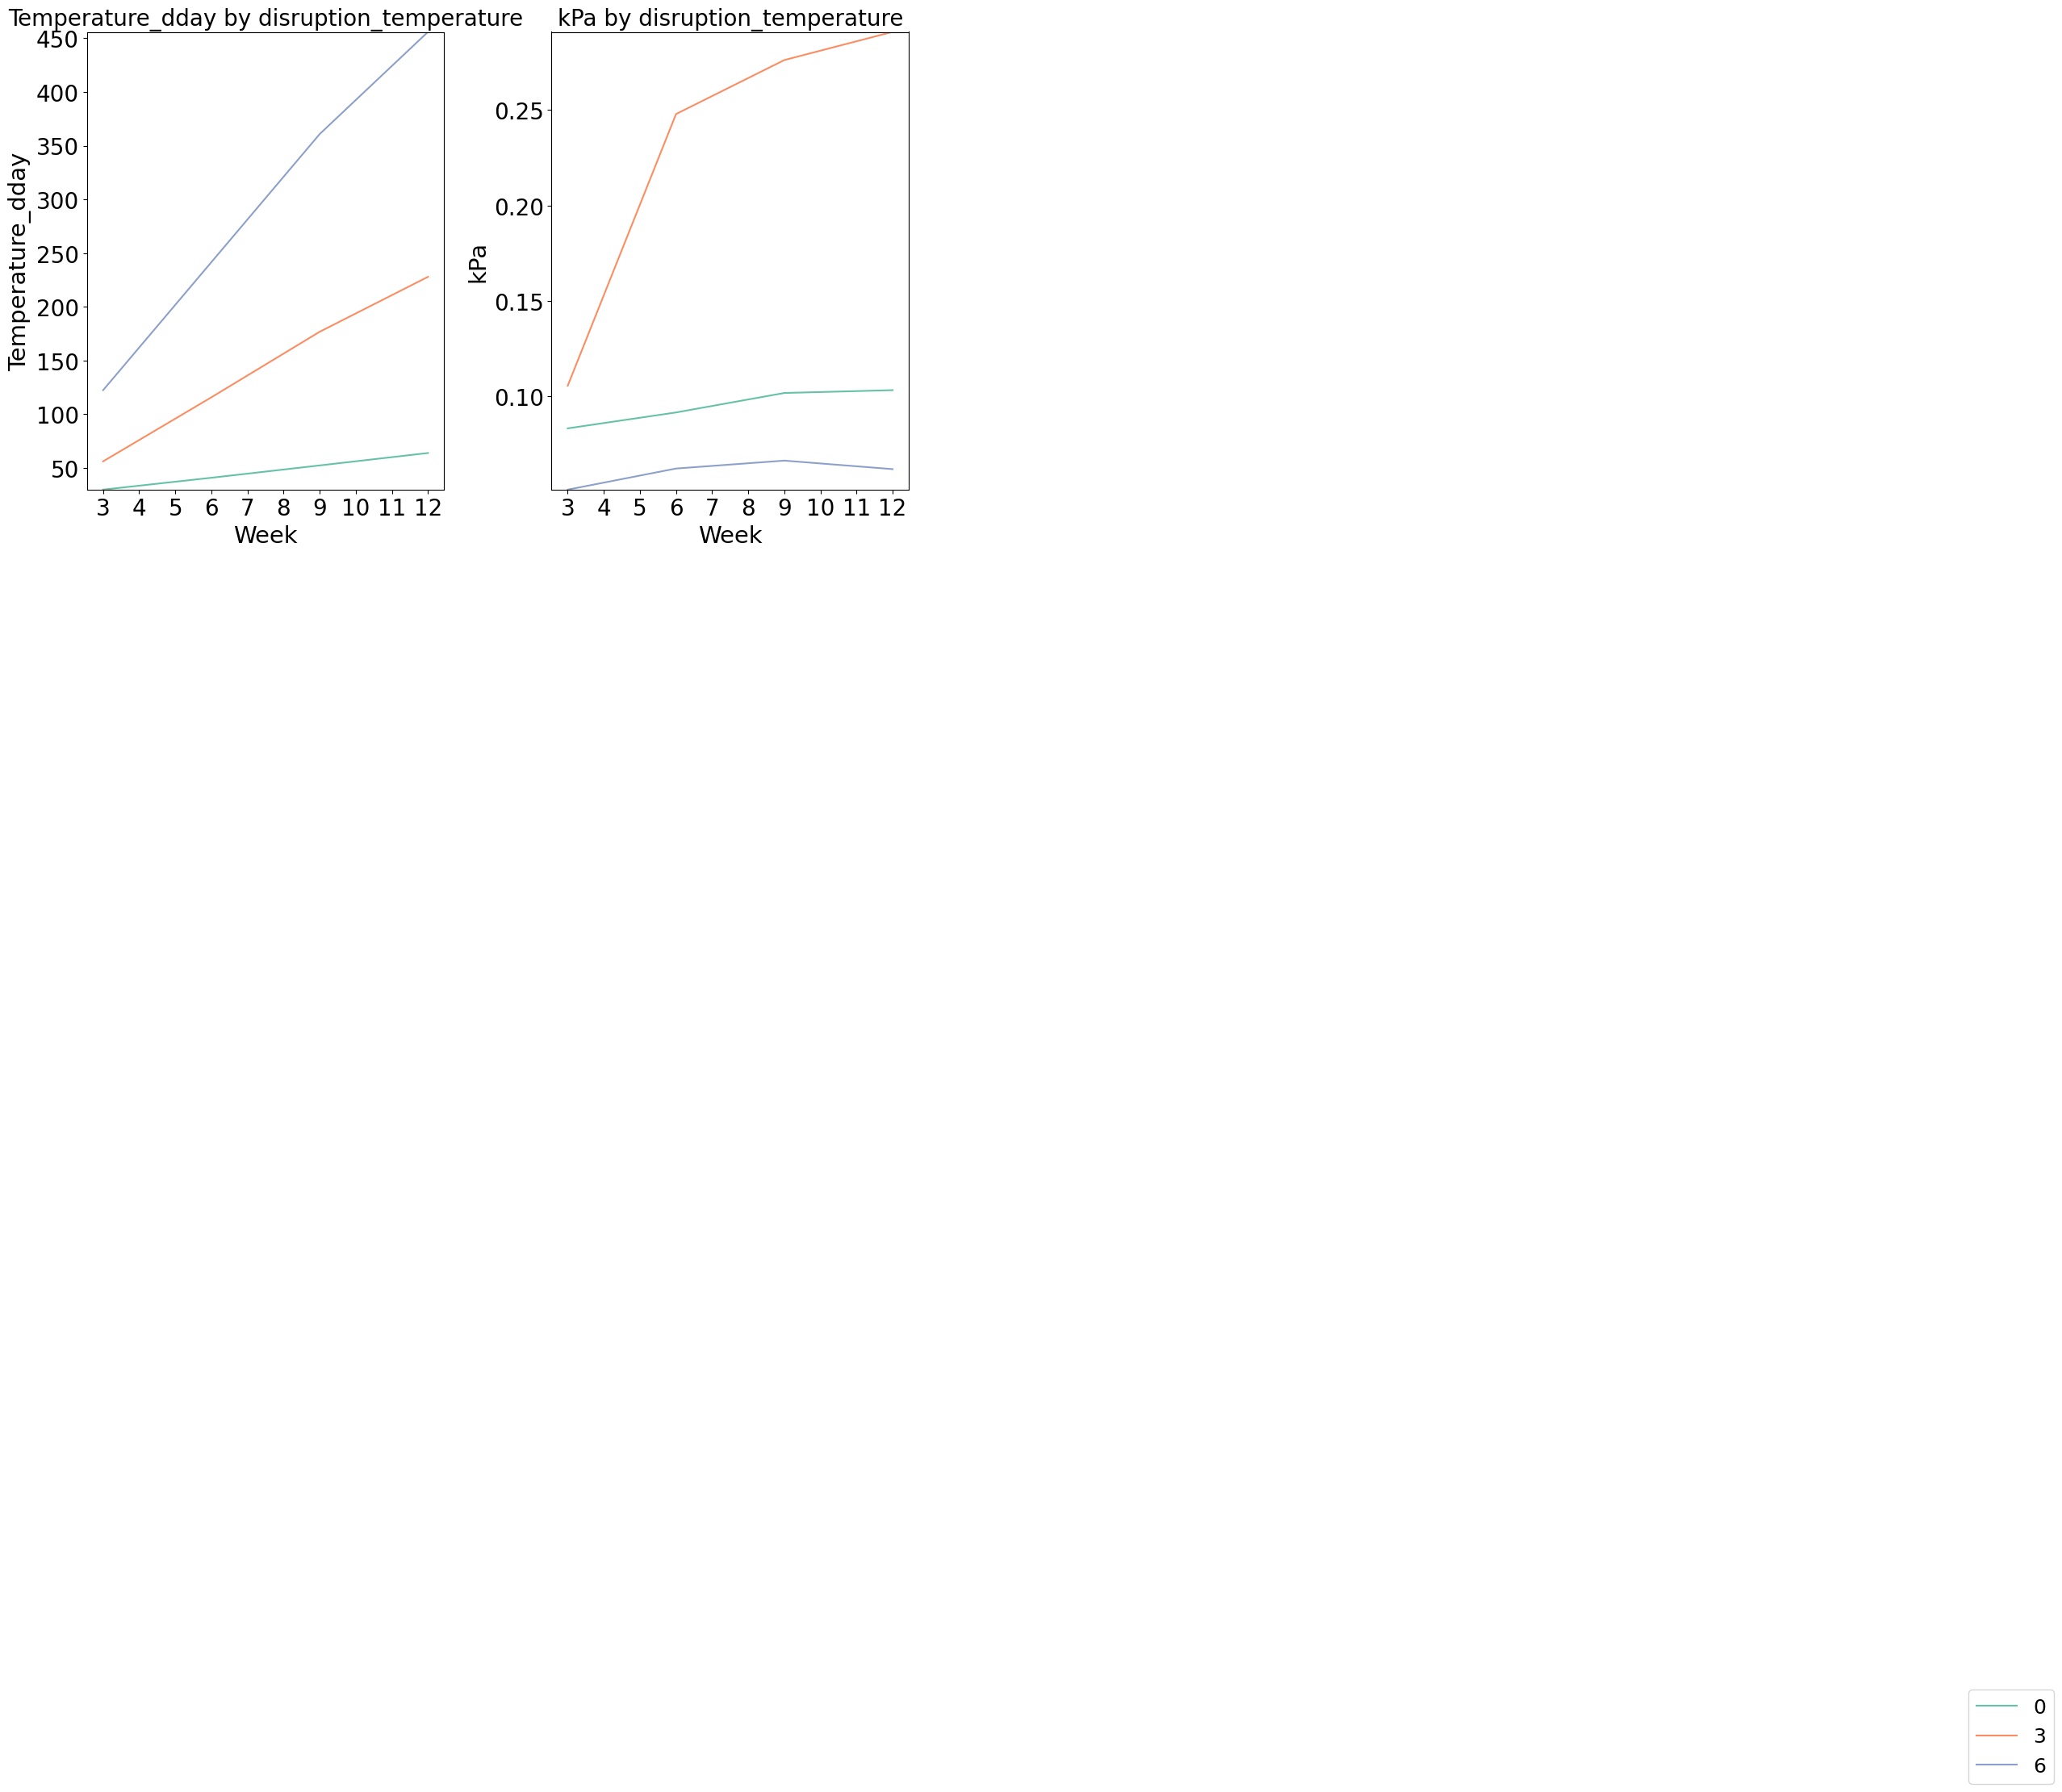 Temperature_dday by disruption_temperature
Temperature_dday
450
400
350
300
250
200
150
100
50
3 4 5 6 7 8 9 10 11 12
Week
kPa by disruption_temperature
kPa
0.25
0.20
0.15
0.10
3 4 5 6 7 8 9 10 11 12
Week
0
3
6